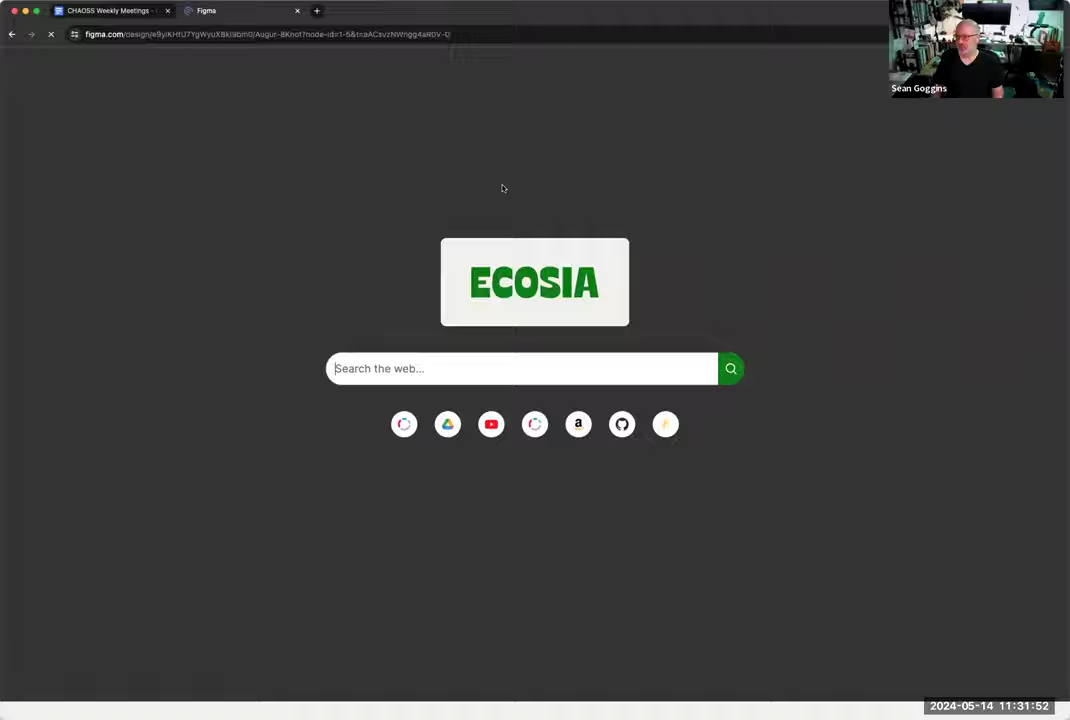 CHAOSS Weekly Meetings -
Figma
Sean Goggins
ECOSIA
Search the web...
2024-05-14 11:31:52